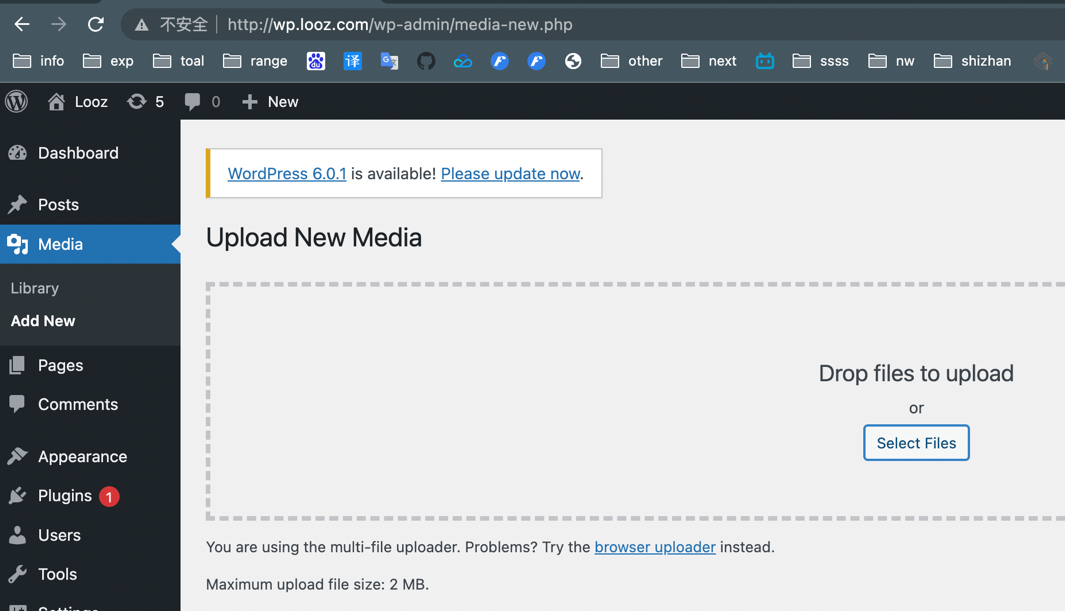 不安全 http://wp.looz.com/wp-admin/media-new.php
info exp toal range du 译 G other next ssss nw shizhan
Looz 5 0 New
Dashboard
WordPress 6.0.1 is available! Please update now.
Posts
Upload New Media
Media
Library
Add New
Pages
Drop files to upload
Comments
or
Select Files
Appearance
Plugins 1
Users
You are using the multi-file uploader. Problems? Try the browser uploader instead.
Tools
Maximum upload file size: 2 MB.
Settings